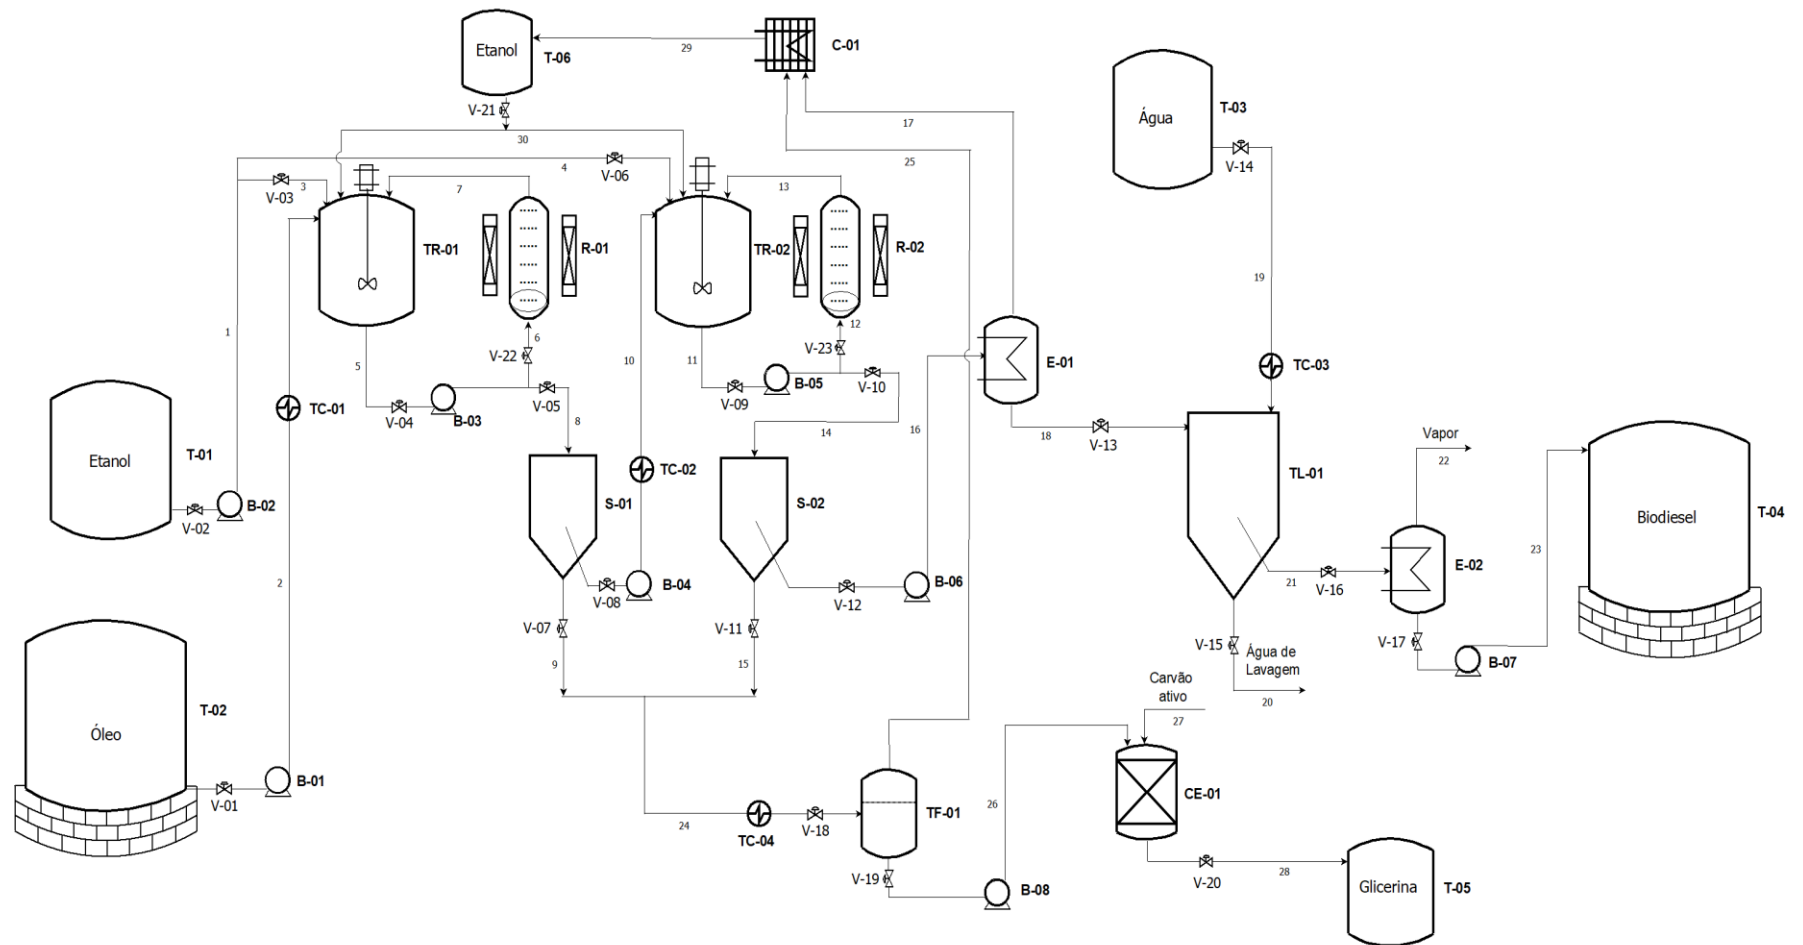 Etanol
T-06
29
C-01
V-21
30
17
Água
T-03
V-14
25
4
V-06
V-03
3
7
13
TR-01
R-01
TR-02
R-02
19
1
6
V-22
12
V-23
5
10
11
E-01
TC-03
TC-01
V-04
B-03
V-05
V-09
B-05
V-10
8
14
16
18
V-13
Vapor
22
Etanol
T-01
V-02
B-02
TC-02
S-01
S-02
TL-01
Biodiesel
T-04
23
2
V-08
B-04
V-12
B-06
21
V-16
E-02
V-07
V-11
V-15
Água de
Lavagem
V-17
B-07
9
15
20
Carvão
ativo
27
T-02
Óleo
V-01
B-01
24
TC-04
V-18
TF-01
26
CE-01
V-19
B-08
V-20
28
Glicerina
T-05